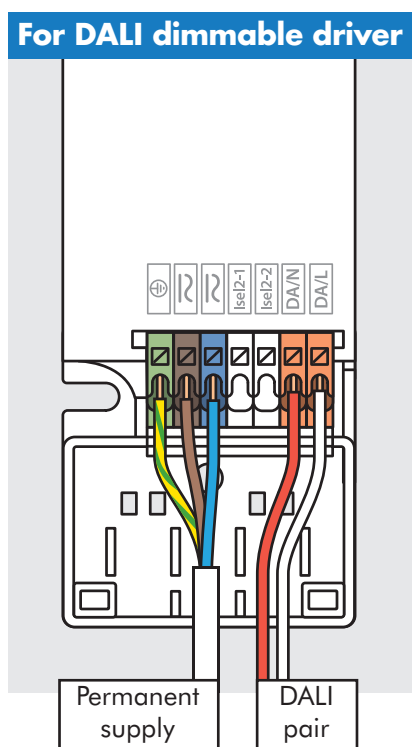 For DALI dimmable driver
Isel2-1
Isel2-2
DA/N
DA/L
Permanent
supply
DALI
pair